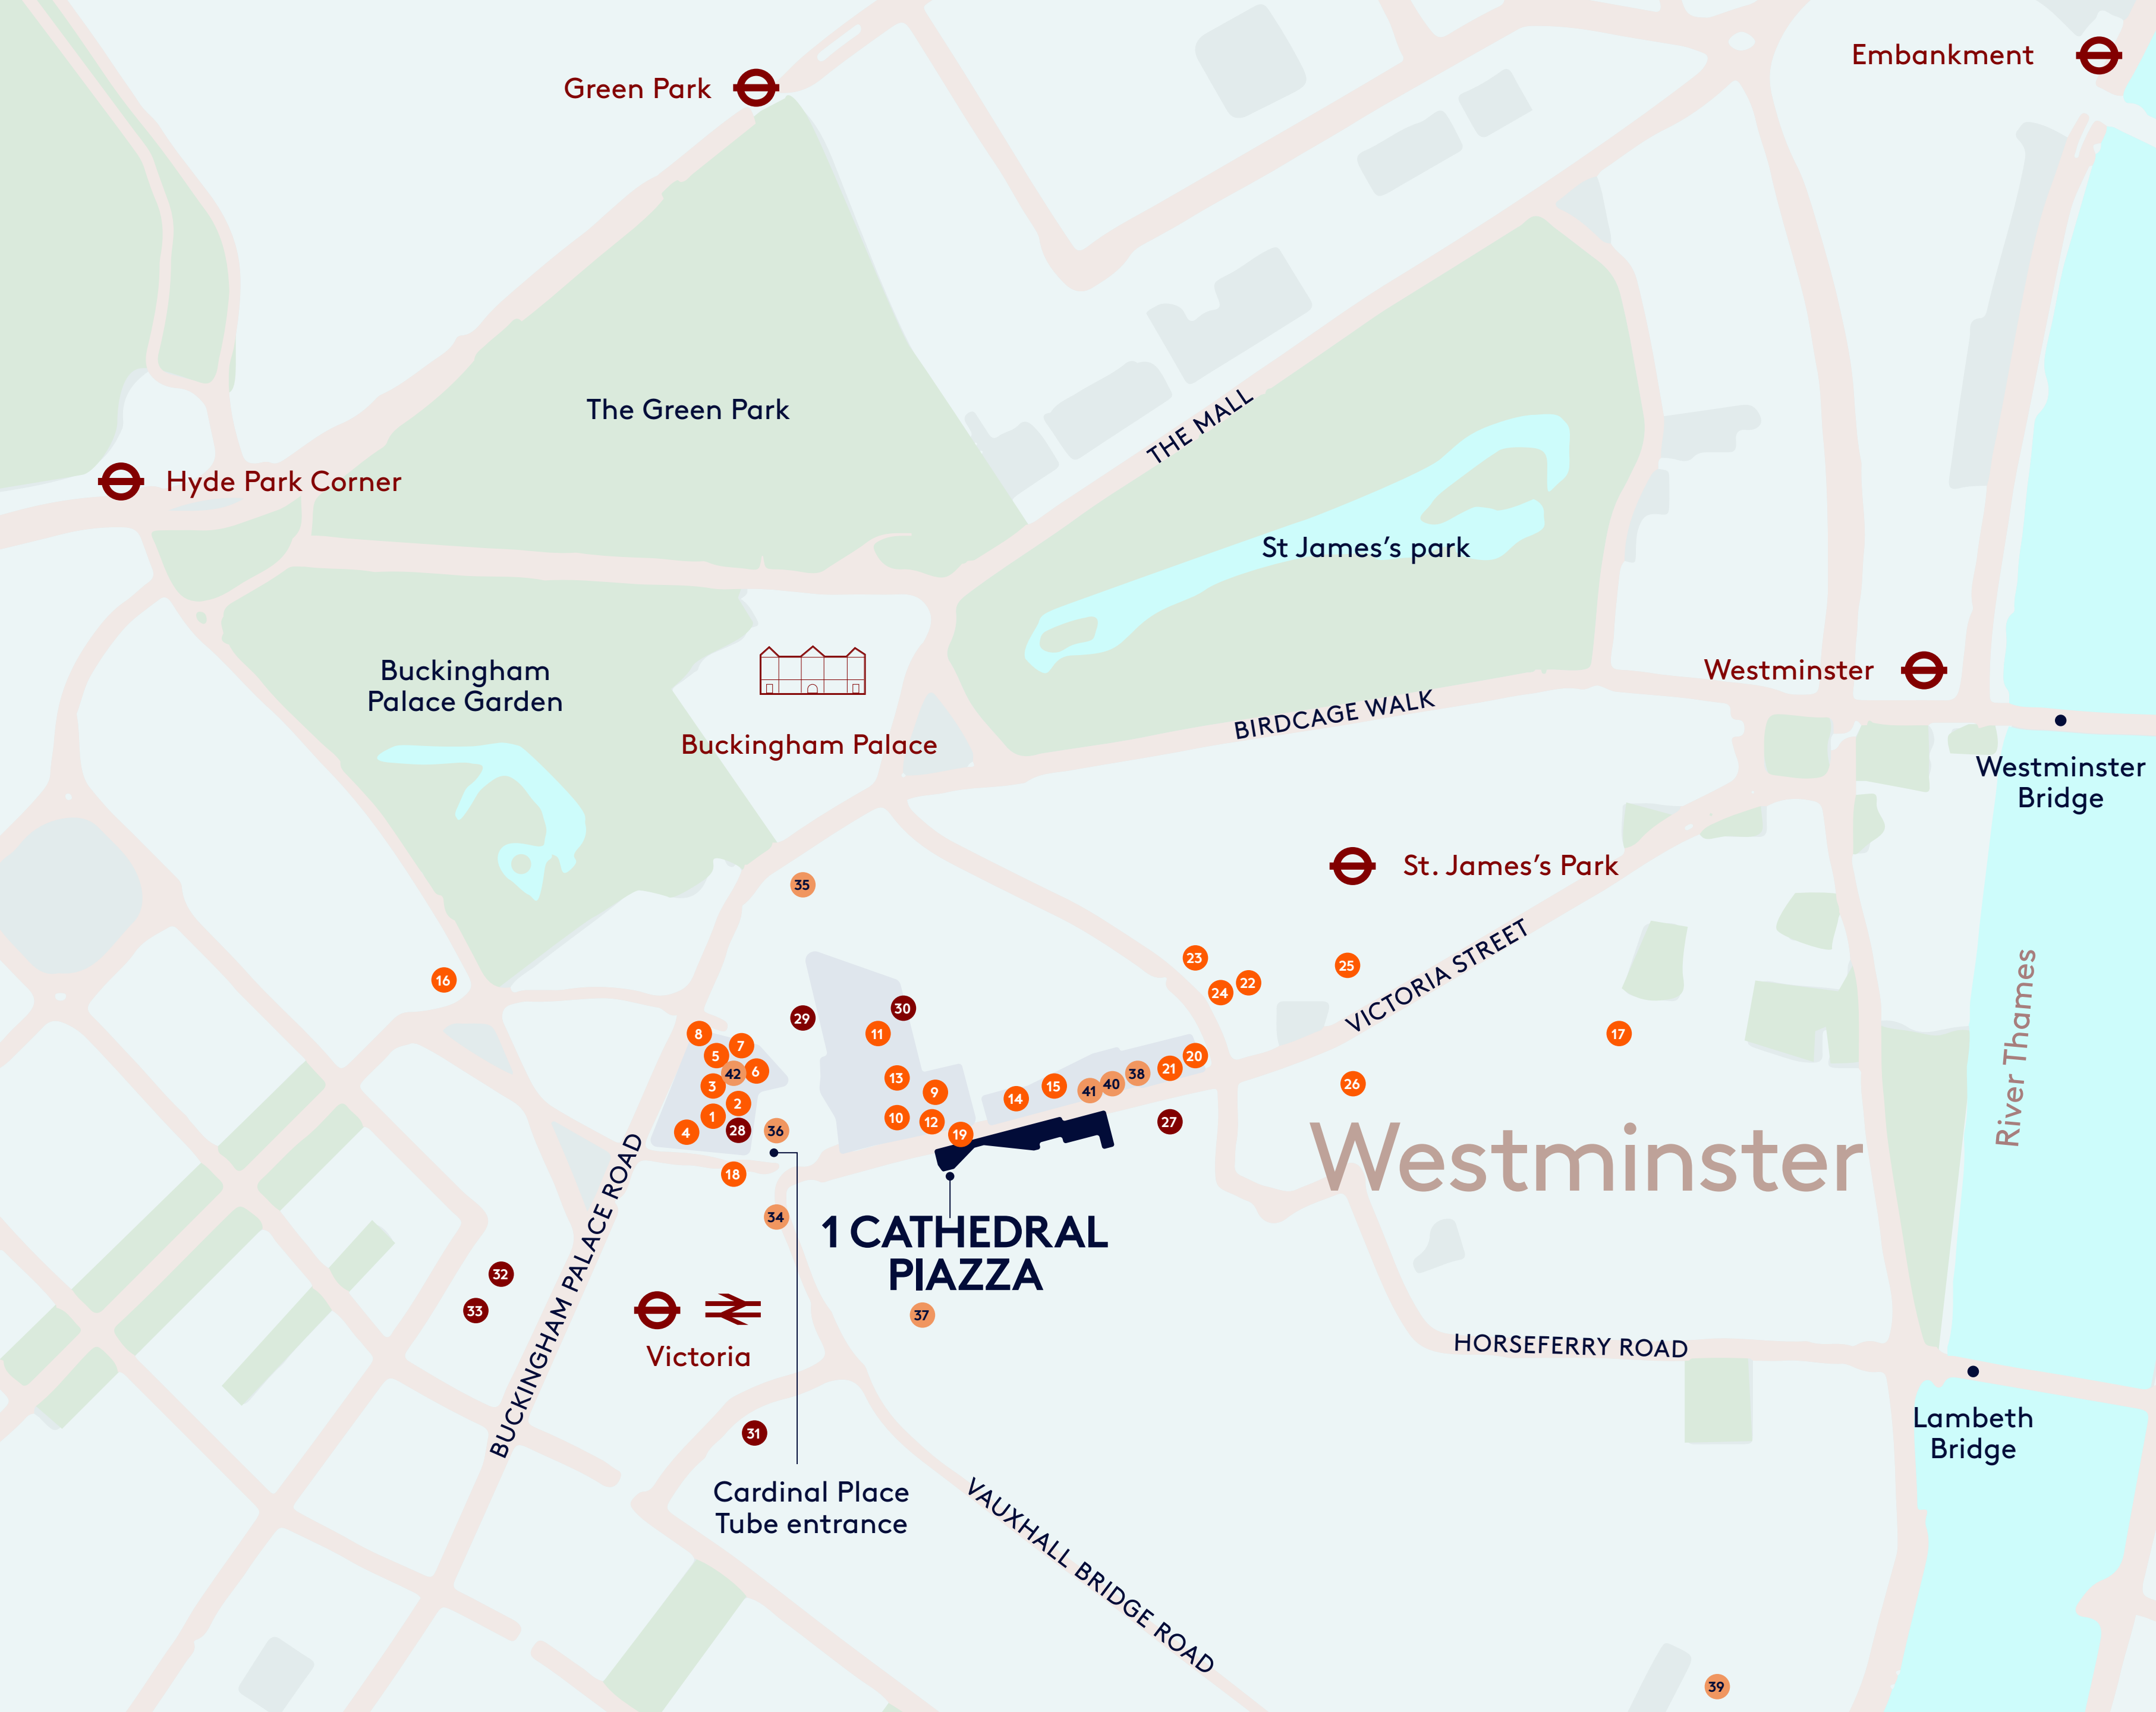 Embankment
Green Park
The Green Park
THE MALL
Hyde Park Corner
St James’s park
Buckingham
Palace Garden
Westminster
BIRDCAGE WALK
Buckingham Palace
Westminster
Bridge
St. James’s Park
35
VICTORIA STREET
23
25
16
22
24
River Thames
30
29
8
11
17
7
5
20
21
42
6
38
13
3
40
26
15
41
9
14
2
1
10
12
27
4
28
36
19
Westminster
18
34
1 CATHEDRAL
PIAZZA
BUCKINGHAM PALACE ROAD
32
33
37
HORSEFERRY ROAD
Victoria
Lambeth
Bridge
31
Cardinal Place
Tube entrance
VAUXHALL BRIDGE ROAD
39